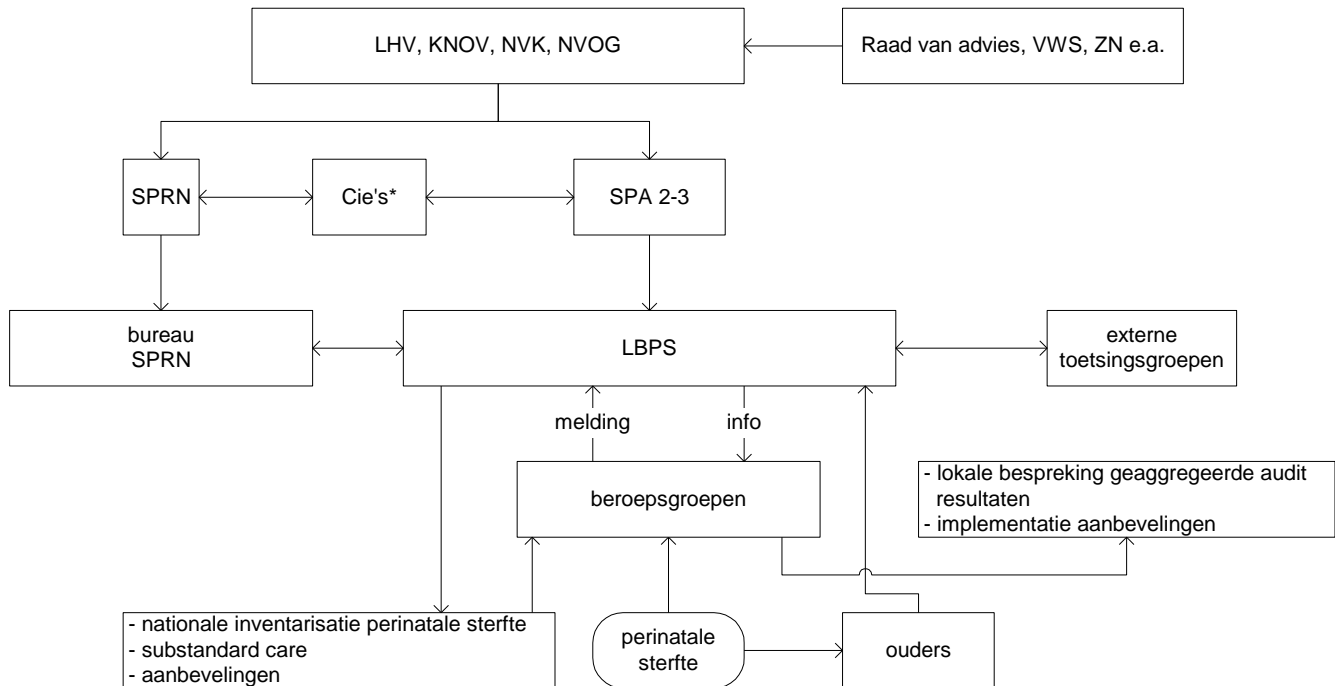 LHV, KNOV, NVK, NVOG
Raad van advies, VWS, ZN e.a.
SPRN
Cie's*
SPA 2-3
bureau
SPRN
LBPS
externe
toetsingsgroepen
melding
info
beroepsgroepen
- lokale bespreking geaggregeerde audit
resultaten
- implementatie aanbevelingen
- nationale inventarisatie perinatale sterfte
- substandard care
- aanbevelingen
perinatale
sterfte
ouders